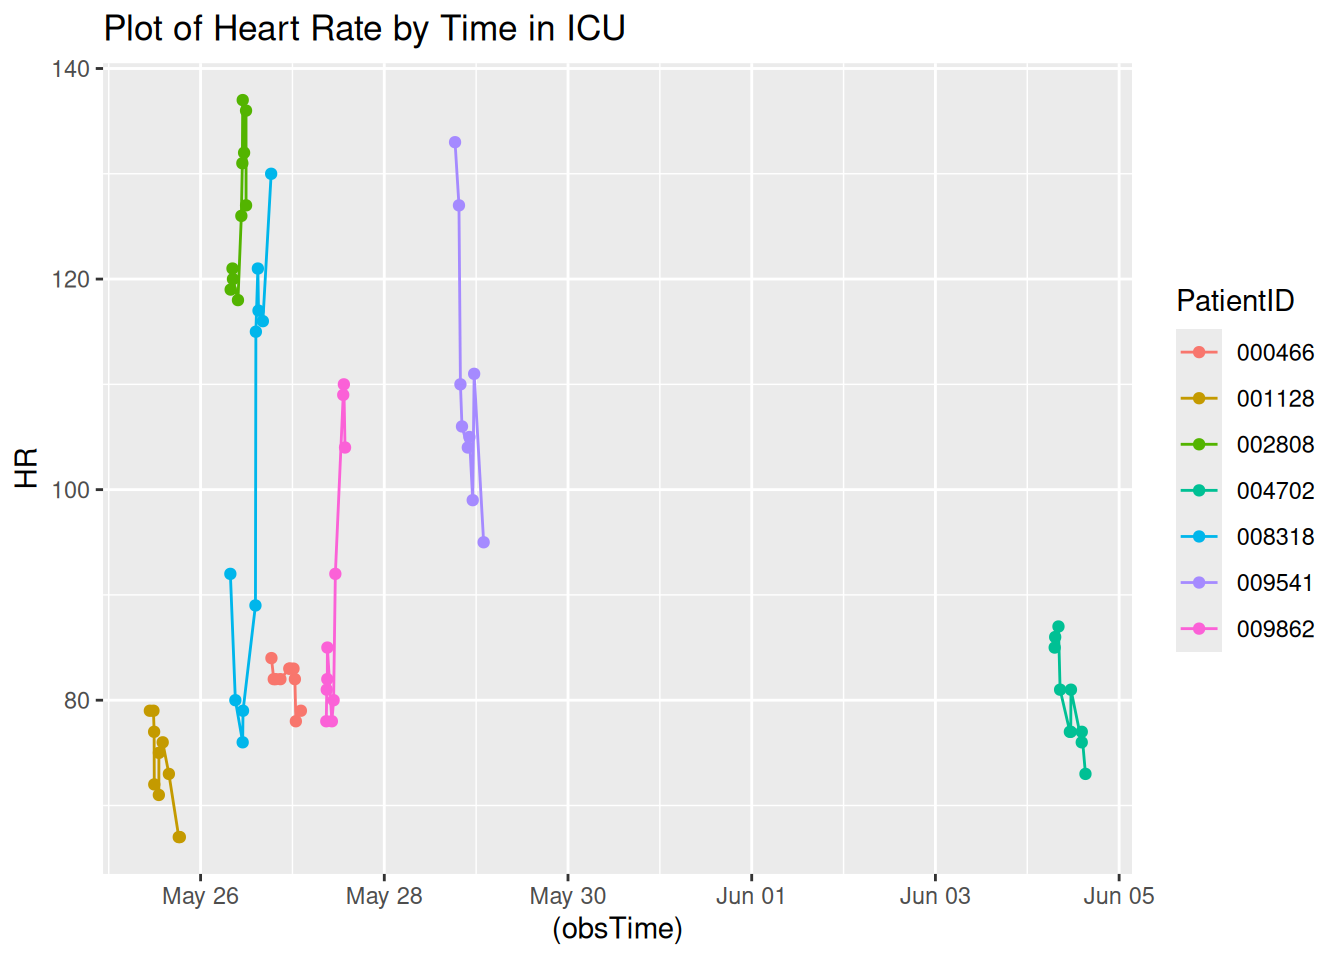 Plot of Heart Rate by Time in ICU
140
120
100
80
HR
May 26
May 28
May 30
Jun 01
Jun 03
Jun 05
(obsTime)
PatientID
000466
001128
002808
004702
008318
009541
009862